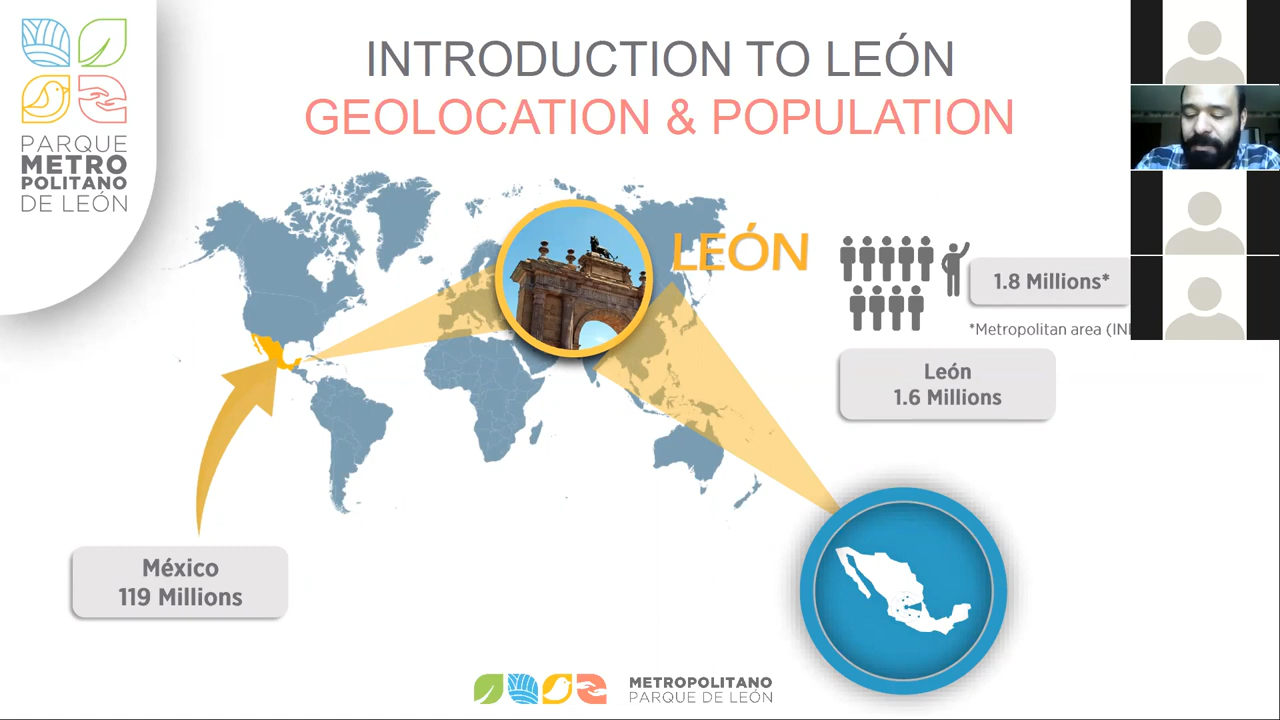 PARQUE
METRO
POLITANO
DE LEÓN
INTRODUCTION TO LEÓN
GEOLOCATION & POPULATION
LEÓN
1.8 Millions*
*Metropolitan area
León
1.6 Millions
México
119 Millions
METROPOLITANO
PARQUE DE LEÓN